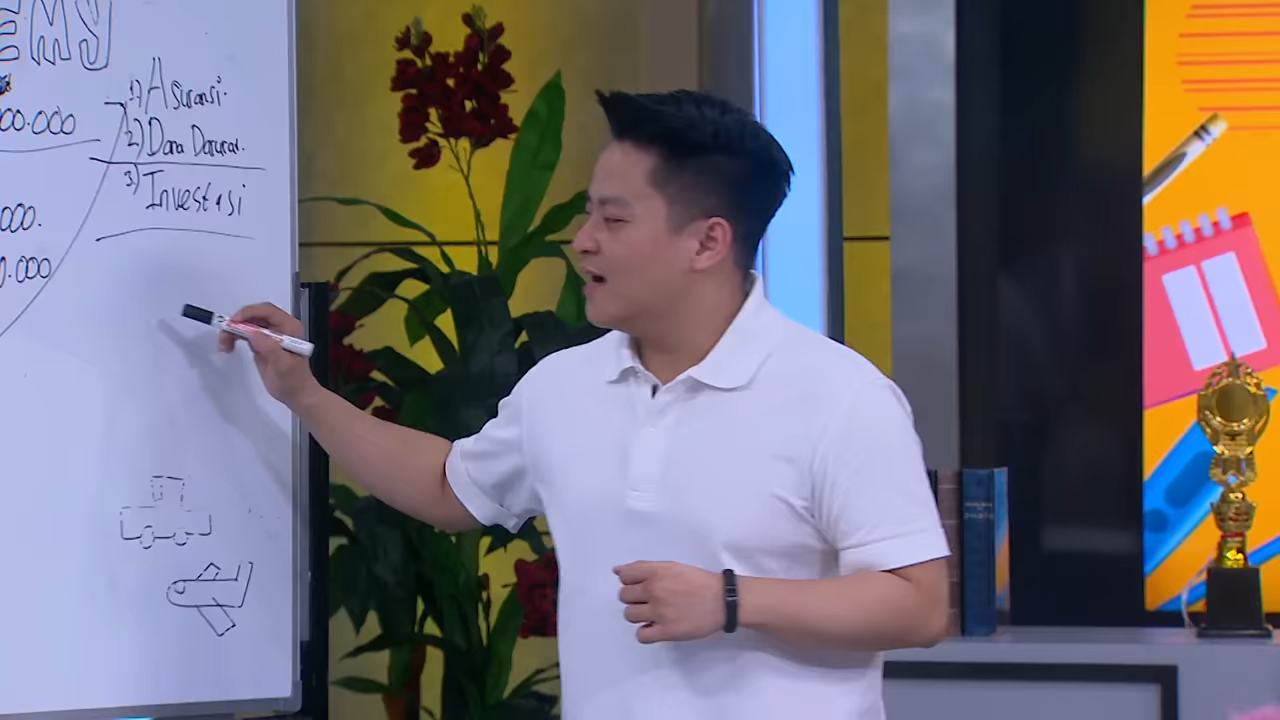 EMY
00.000
1) Asuransi.
2) Dana Darurat.
3) Investasi
000.
0.000